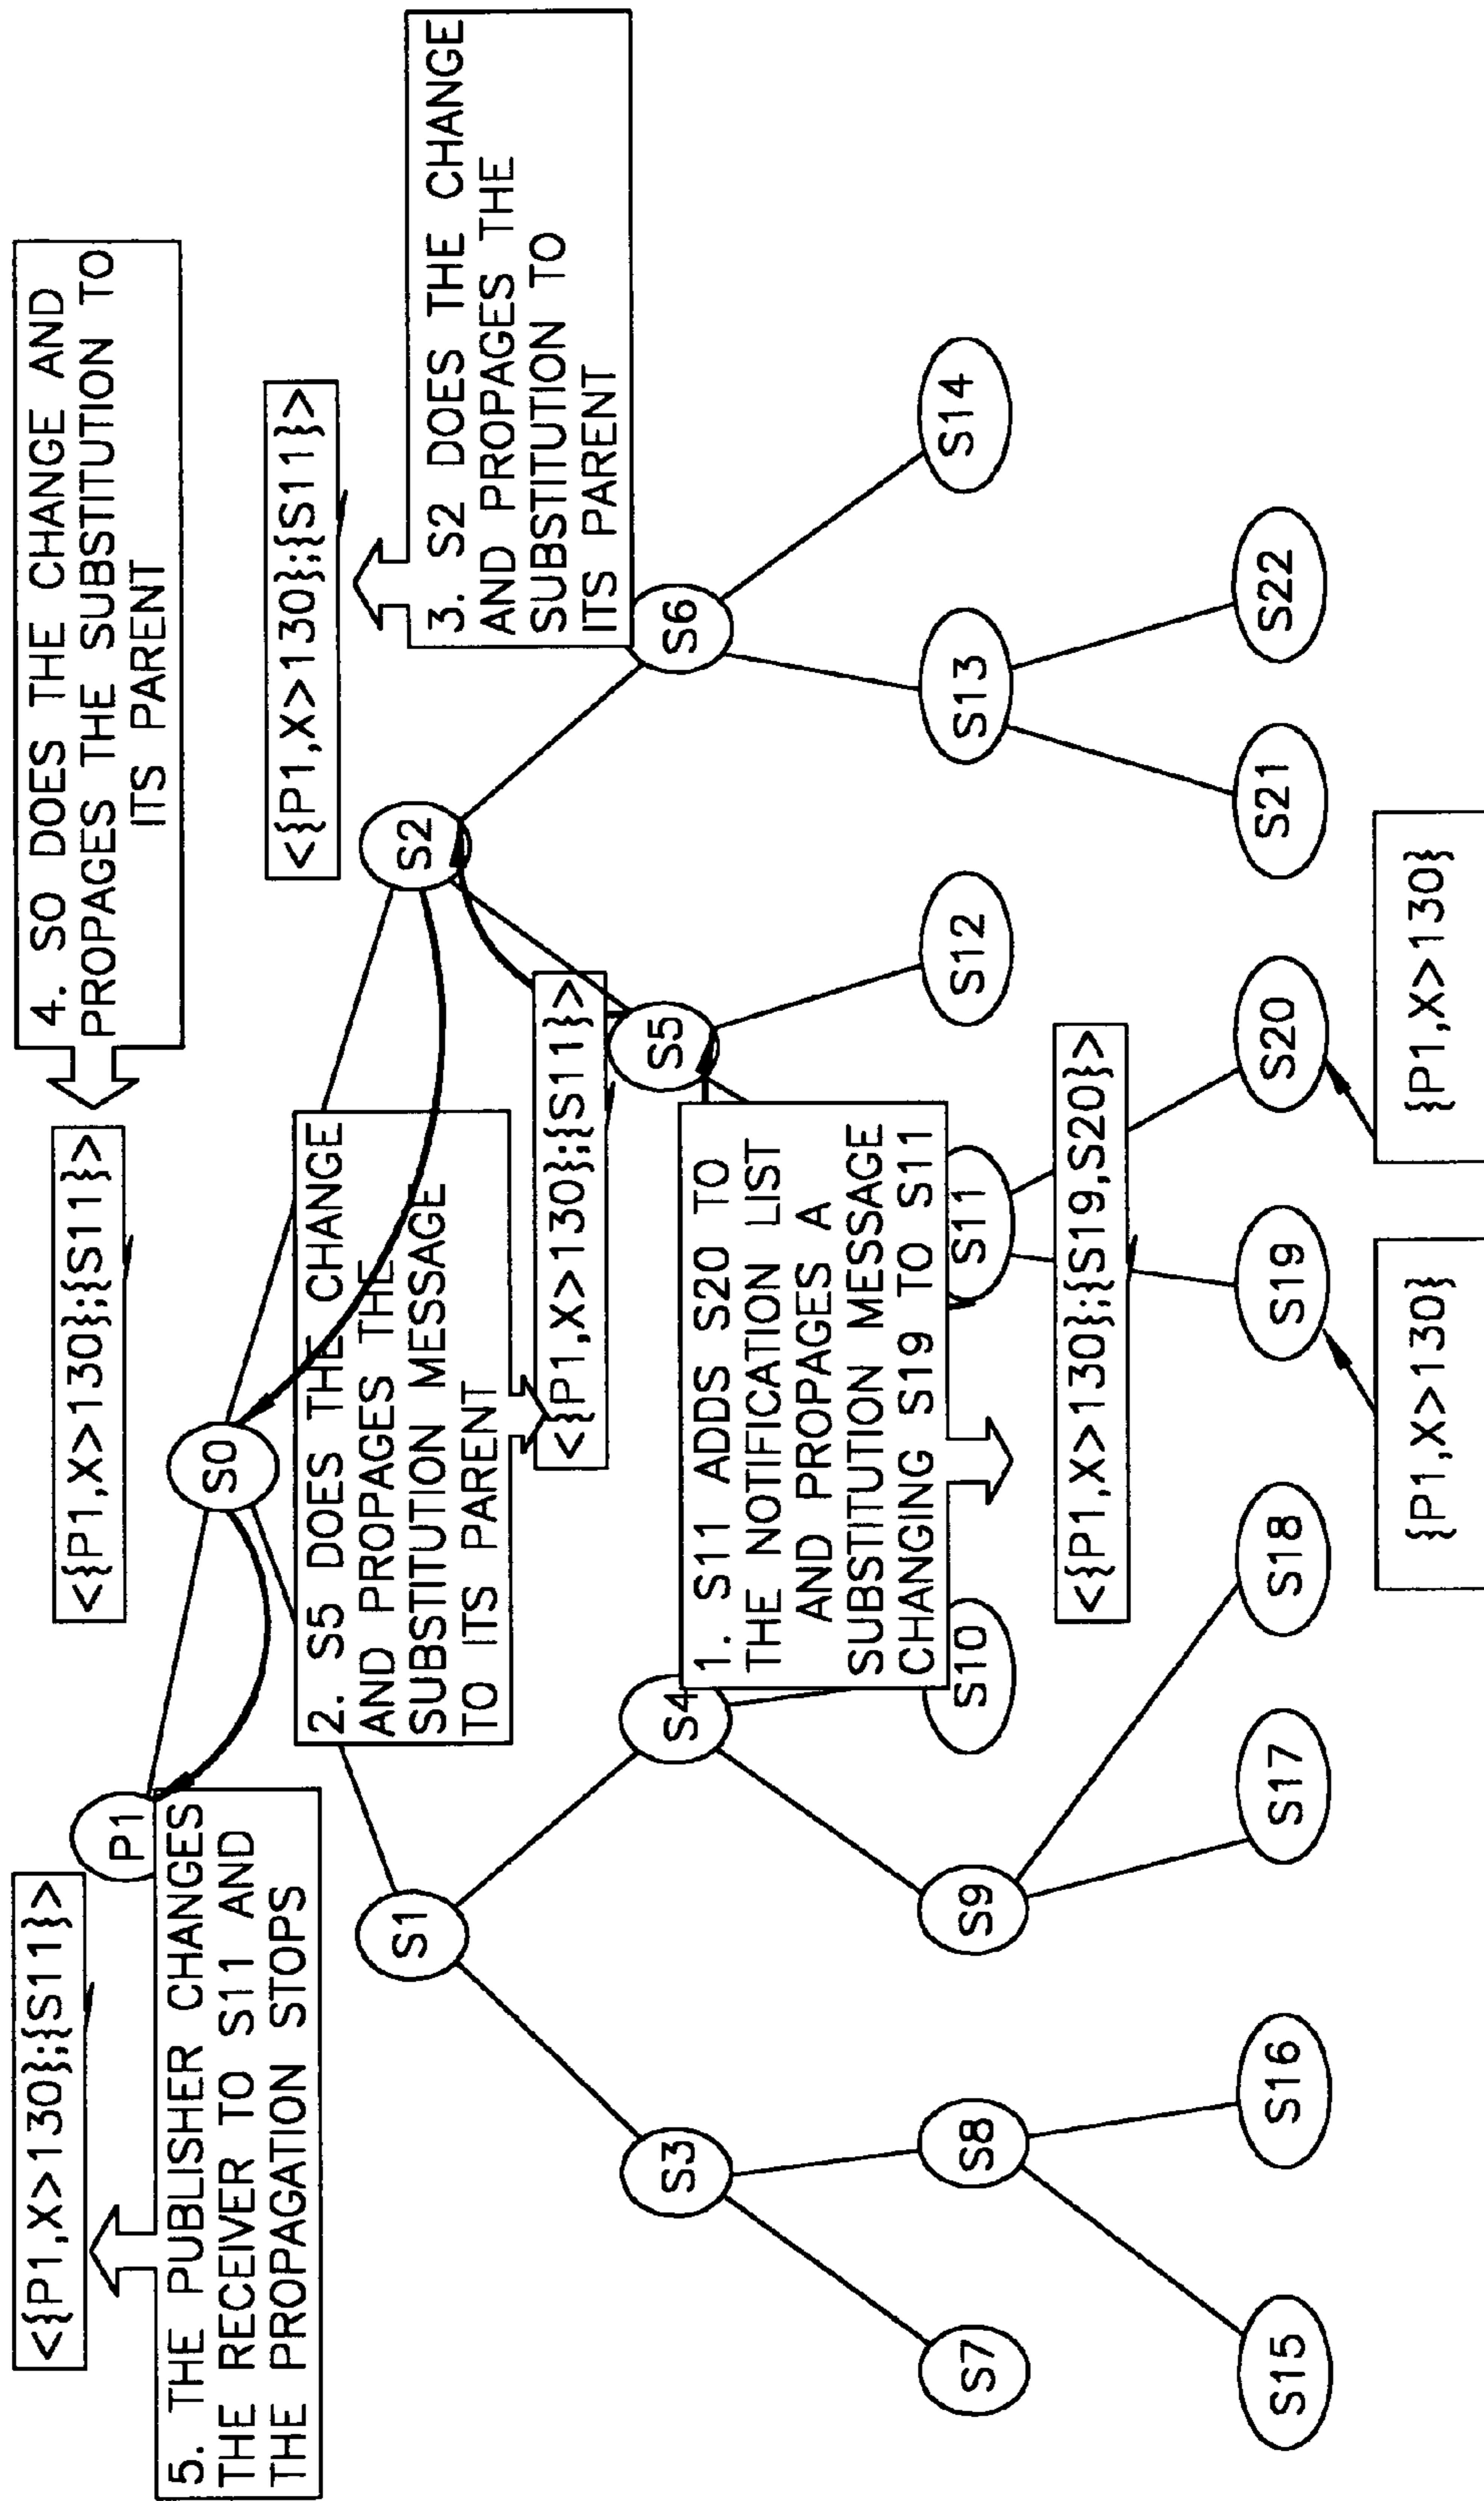 <{P1,X>130};{S11}>
P1
5. THE PUBLISHER CHANGES
THE RECEIVER TO S11 AND
THE PROPAGATION STOPS
<{P1,X>130};{S11}>
4. S0 DOES THE CHANGE AND
PROPAGES THE SUBSTITUTION TO
ITS PARENT
S0
<{P1,X>130};{S11}>
3. S2 DOES THE CHANGE
AND PROPAGES THE
SUBSTITUTION TO
ITS PARENT
2. S5 DOES THE CHANGE
AND PROPAGES THE
SUBSTITUTION MESSAGE
TO ITS PARENT
S1
S2
<{P1,X>130};{S11}>
S3
S4
S5
S6
1. S11 ADDS S20 TO
THE NOTIFICATION LIST
AND PROPAGES A
SUBSTITUTION MESSAGE
CHANGING S19 TO S11
S7
S8
S9
S10
S11
S12
S13
S14
<{P1,X>130};{S19,S20}>
S15
S16
S17
S18
S19
S20
S21
S22
{P1,X>130}
{P1,X>130}